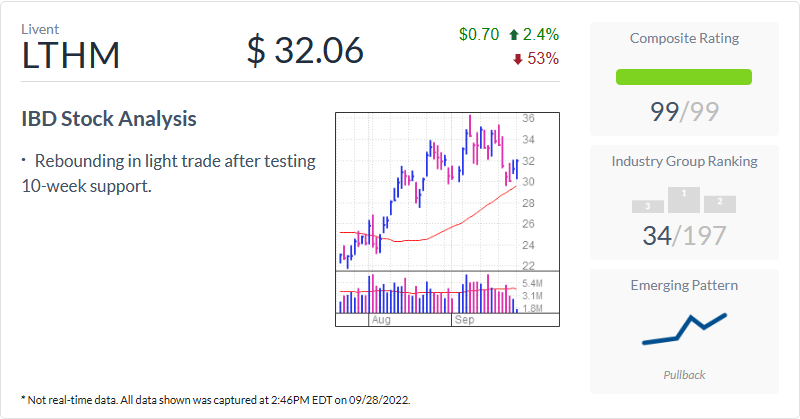 Livent
LTHM
$ 32.06
$0.70 2.4%
53%
IBD Stock Analysis
• Rebounding in light trade after testing
10-week support.
36
34
32
30
28
26
24
22
5.4M
3.1M
1.8M
Aug
Sep
Composite Rating
99/99
Industry Group Ranking
3
1
2
34/197
Emerging Pattern
Pullback
* Not real-time data. All data shown was captured at 2:46PM EDT on 09/28/2022.